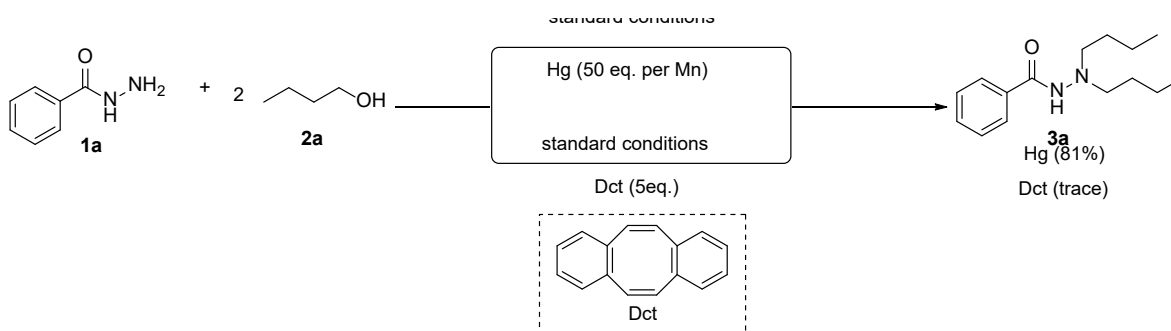 standard conditions
Hg (50 eq. per Mn)
standard conditions
Dct (5eq.)
O
NH2
N
H
1a
+ 2
OH
2a
O
N
H
N
3a
Hg (81%)
Dct (trace)
Dct